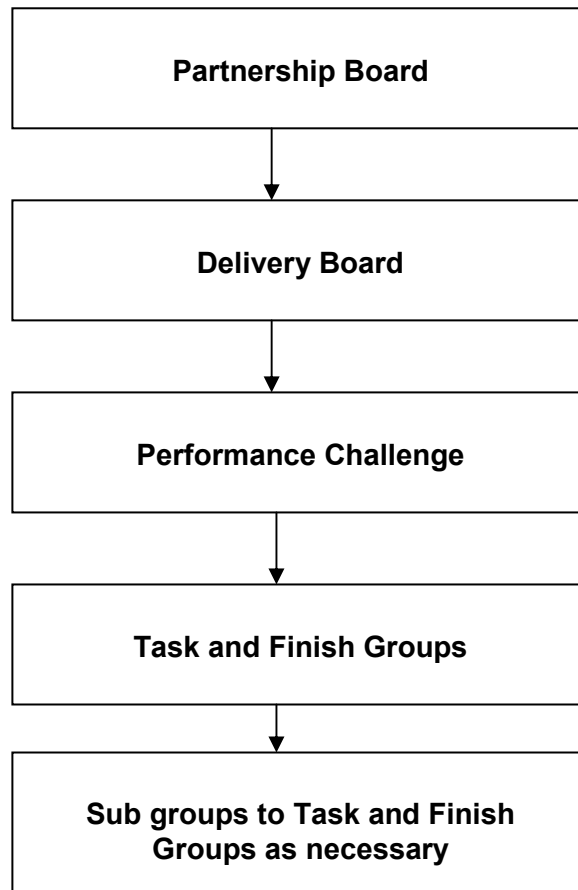 Partnership Board
Delivery Board
Performance Challenge
Task and Finish Groups
Sub groups to Task and Finish
Groups as necessary